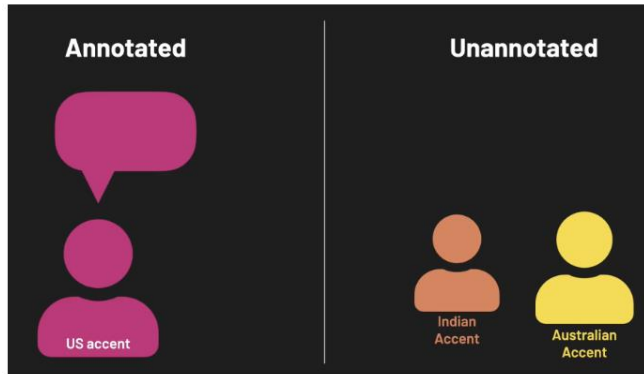 Annotated
Unannotated
US accent
Indian
Accent
Australian
Accent